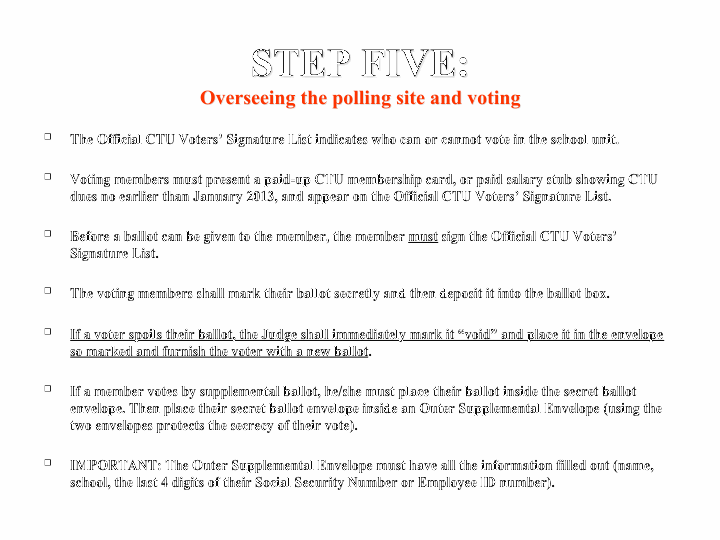 STEP FIVE:
Overseeing the polling site and voting
The Official CTU Voters’ Signature List indicates who can or cannot vote in the school unit.
Voting members must present a paid-up CTU membership card, or paid salary stub showing CTU
dues no earlier than January 2013, and appear on the Official CTU Voters’ Signature List.
Before a ballot can be given to the member, the member must sign the Official CTU Voters’
Signature List.
The voting members shall mark their ballot secretly and then deposit it into the ballot box.
If a voter spoils their ballot, the Judge shall immediately mark it “void” and place it in the envelope
so marked and furnish the voter with a new ballot.
If a member votes by supplemental ballot, he/she must place their ballot inside the secret ballot
envelope. Then place their secret ballot envelope inside an Outer Supplemental Envelope (using the
two envelopes protects the secrecy of their vote).
IMPORTANT: The Outer Supplemental Envelope must have all the information filled out (name,
school, the last 4 digits of their Social Security Number or Employee ID number).